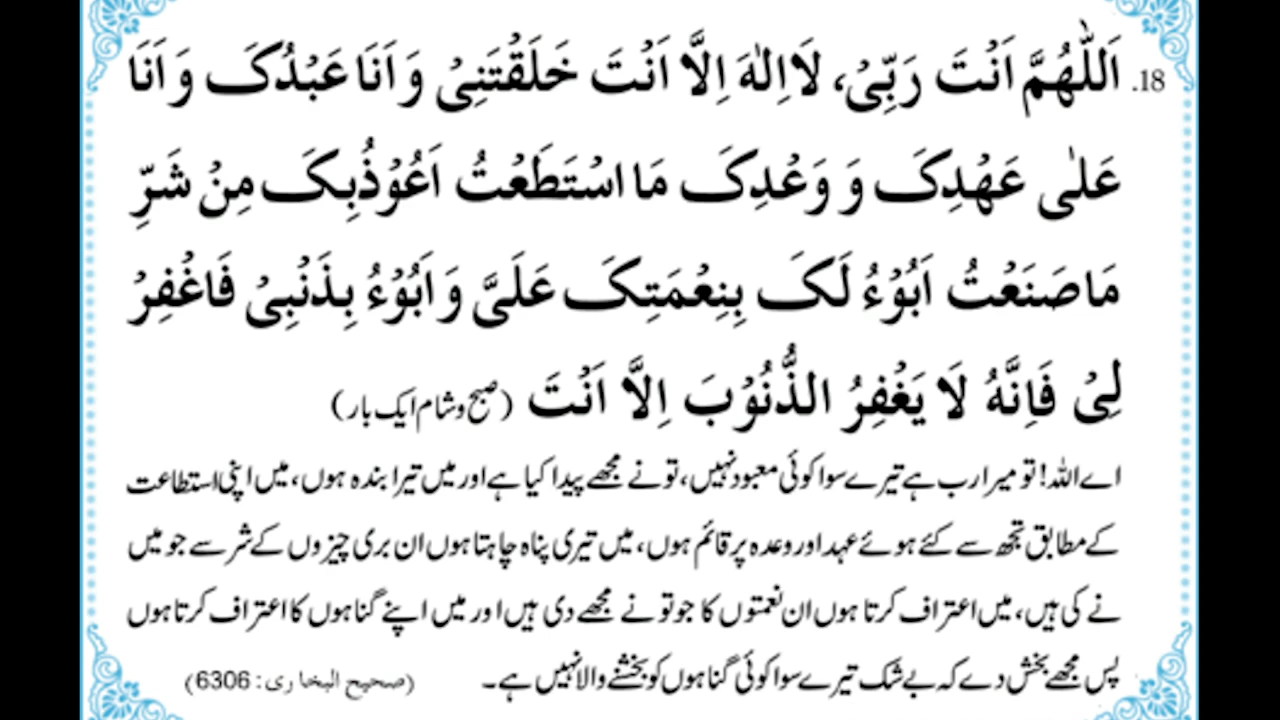 18. اَللّٰهُمَّ اَنْتَ رَبِّیْ، لَااِلٰهَ اِلَّا اَنْتَ خَلَقْتَنِیْ وَ اَنَا عَبْدُکَ وَ اَنَا
عَلٰی عَهْدِکَ وَ وَعْدِکَ مَا اسْتَطَعْتُ اَعُوْذُبِکَ مِنْ شَرِّ
مَا صَنَعْتُ اَبُوْءُ لَکَ بِنِعْمَتِکَ عَلَیَّ وَ اَبُوْءُ بِذَنْبِیْ فَاغْفِرْ
لِیْ فَاِنَّهُ لَا یَغْفِرُ الذُّنُوْبَ اِلَّا اَنْتَ (صبح و شام ایک بار)
اے اللہ! تو میرا رب ہے تیرے سوا کوئی معبود نہیں، تو نے مجھے پیدا کیا ہے اور میں تیرا بندہ ہوں، میں اپنی استطاعت
کے مطابق تجھ سے کئے ہوئے عہد اور وعدہ پر قائم ہوں، میں تیری پناہ چاہتا ہوں ان بری چیزوں کے شر سے جو میں
نے کی ہیں، میں اعتراف کرتا ہوں ان نعمتوں کا جو تو نے مجھے دی ہیں اور میں اپنے گناہوں کا اعتراف کرتا ہوں
پس مجھے بخش دے کہ بے شک تیرے سوا کوئی گناہوں کو بخشنے والا نہیں ہے۔ (صحیح البخاری: 6306)